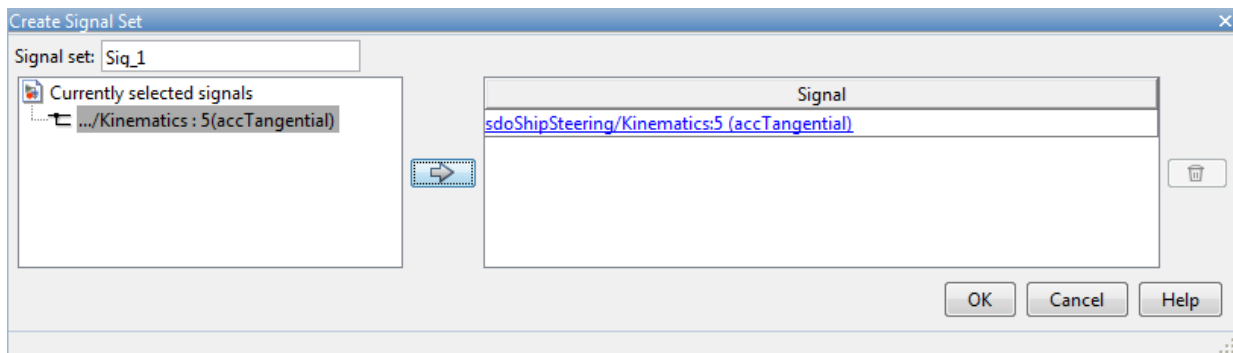 Create Signal Set
Signal set: Sig_1
Currently selected signals
.../Kinematics : 5(accTangential)
Signal
sdoShipSteering/Kinematics:5 (accTangential)
OK Cancel Help